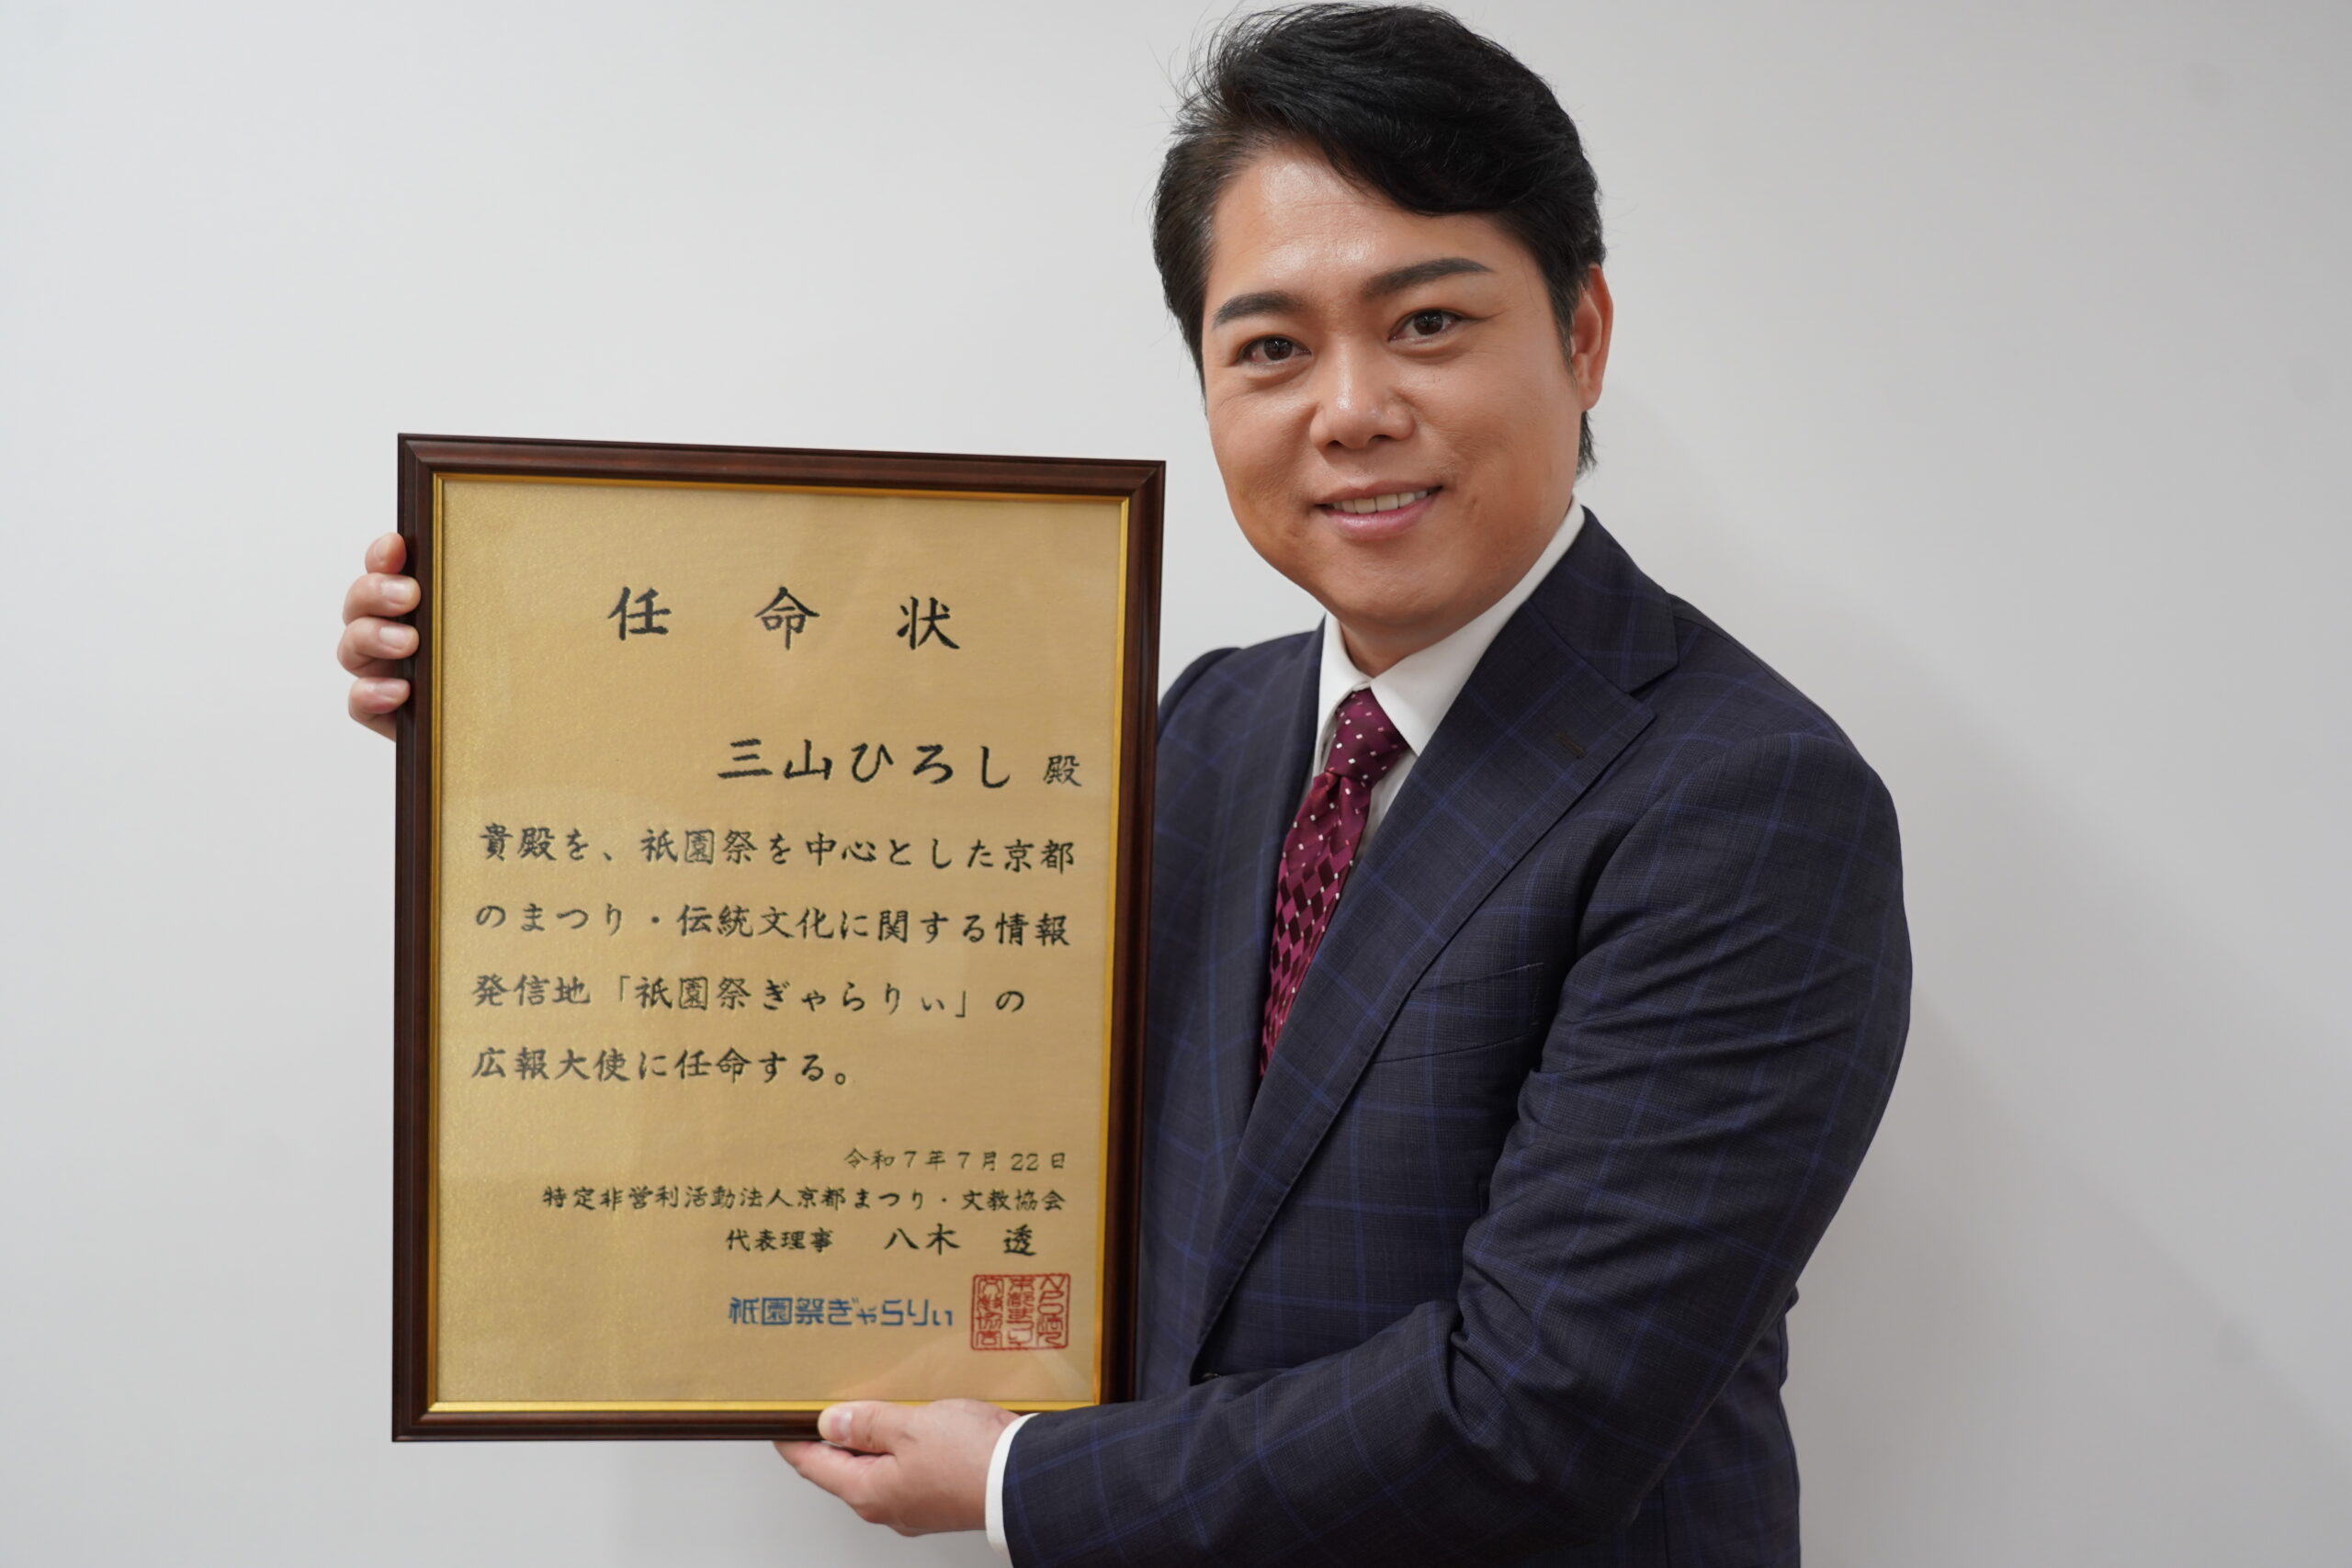 任命状
三山ひろし 殿
貴殿を、祇園祭を中心とした京都
のまつり・伝統文化に関する情報
発信地「祇園祭ぎゃらりぃ」の
広報大使に任命する。
令和7年7月22日
特定非営利活動法人京都まつり・文教協会
代表理事 八木 透
祇園祭ぎゃらりぃ